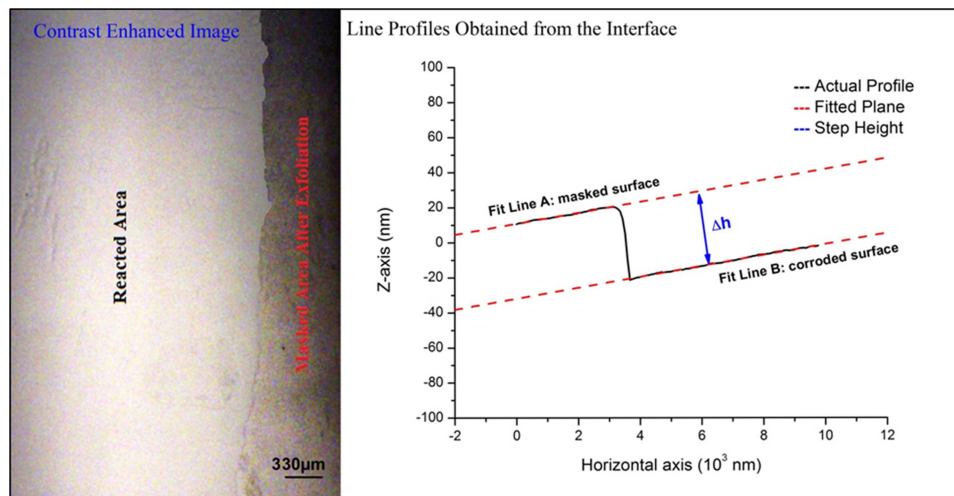 Contrast Enhanced Image
Reacted Area
Masked Area After Exfoliation
330µm
Line Profiles Obtained from the Interface
100
80
60
40
20
0
-20
-40
-60
-80
-100
Z-axis (nm)
Actual Profile
Fitted Plane
Step Height
Fit Line A: masked surface
Δh
Fit Line B: corroded surface
-2 0 2 4 6 8 10 12
Horizontal axis (10³ nm)